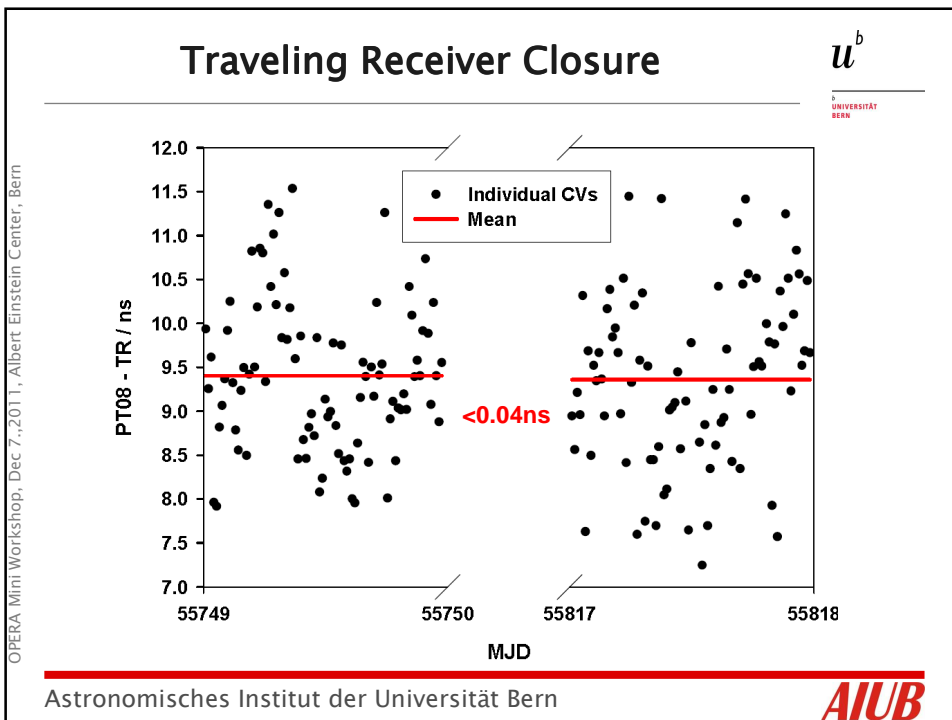 Traveling Receiver Closure
u^b
b
UNIVERSITÄT
BERN
OPERA Mini Workshop, Dec 7.,2011, Albert Einstein Center, Bern
PT08 - TR / ns
12.0
11.5
11.0
10.5
10.0
9.5
9.0
8.5
8.0
7.5
7.0
Individual CVs
Mean
<0.04ns
55749 55750 55817 55818
MJD
Astronomisches Institut der Universität Bern
AIUB